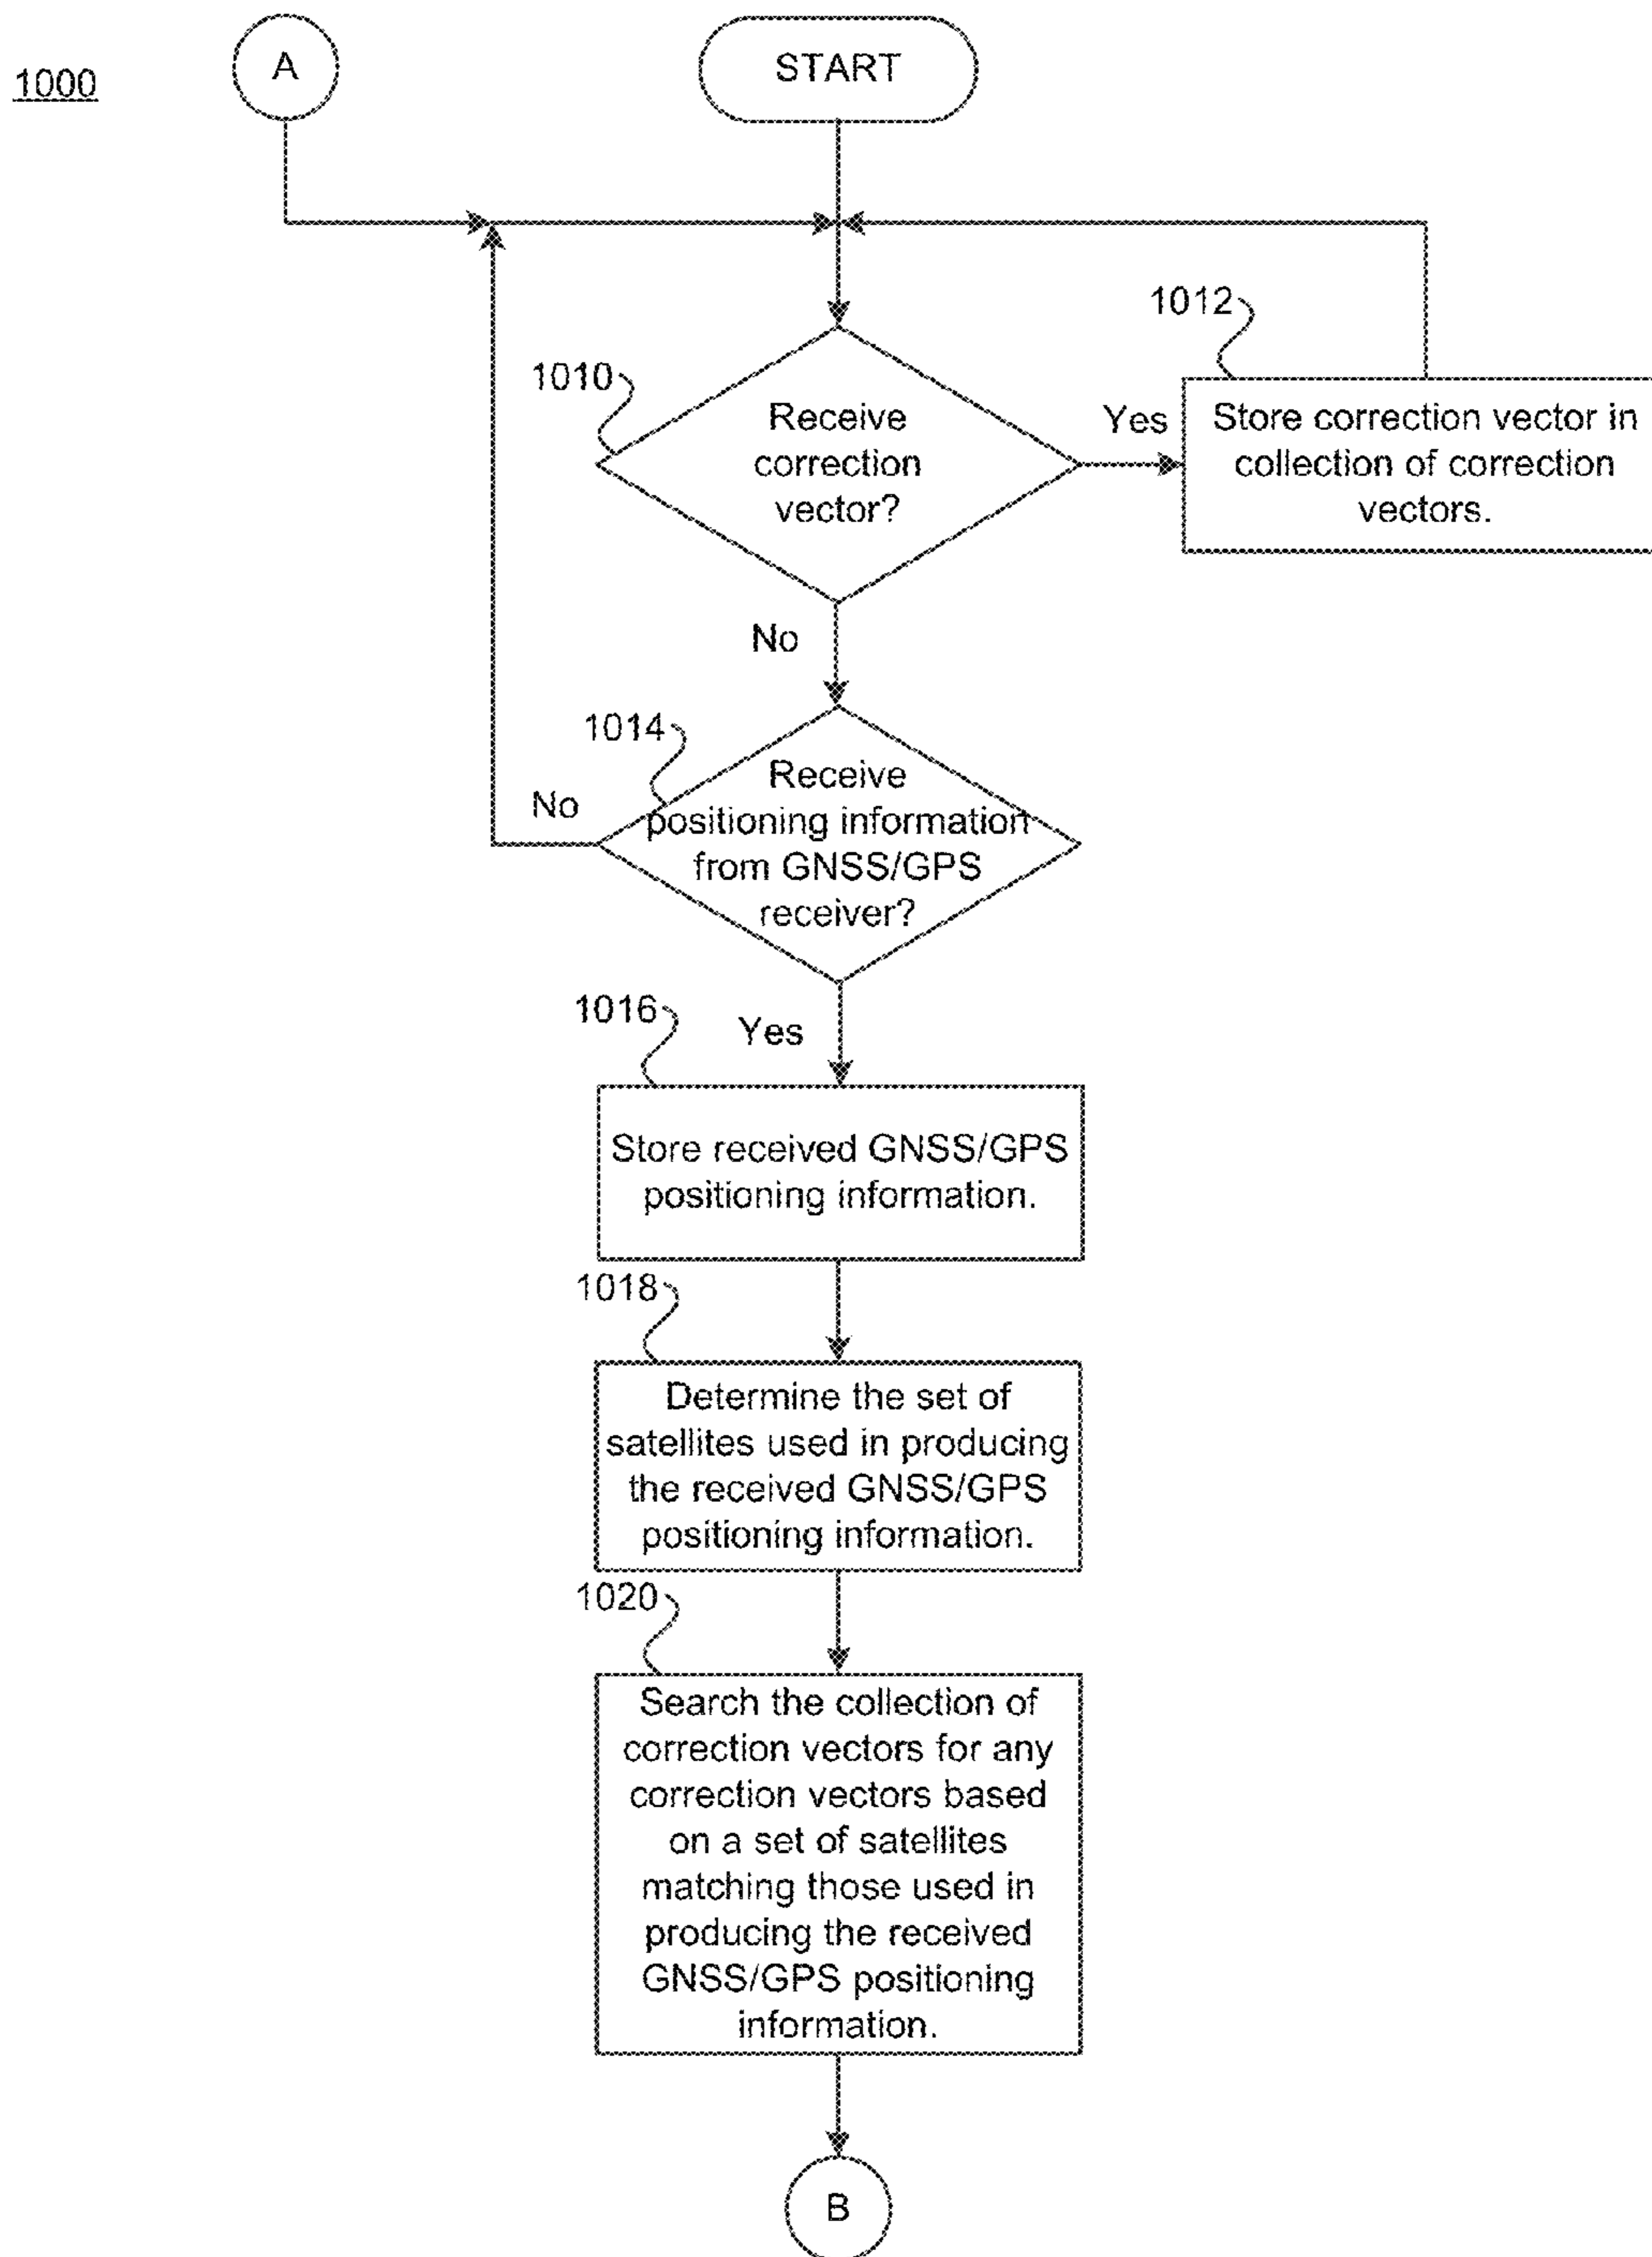 A
START
1000
1012
1010
Receive
correction
vector?
Yes
Store correction vector in
collection of correction
vectors.
No
1014
Receive
positioning information
from GNSS/GPS
receiver?
No
1016
Yes
Store received GNSS/GPS
positioning information.
1018
Determine the set of
satellites used in producing
the received GNSS/GPS
positioning information.
1020
Search the collection of
correction vectors for any
correction vectors based
on a set of satellites
matching those used in
producing the received
GNSS/GPS positioning
information.
B